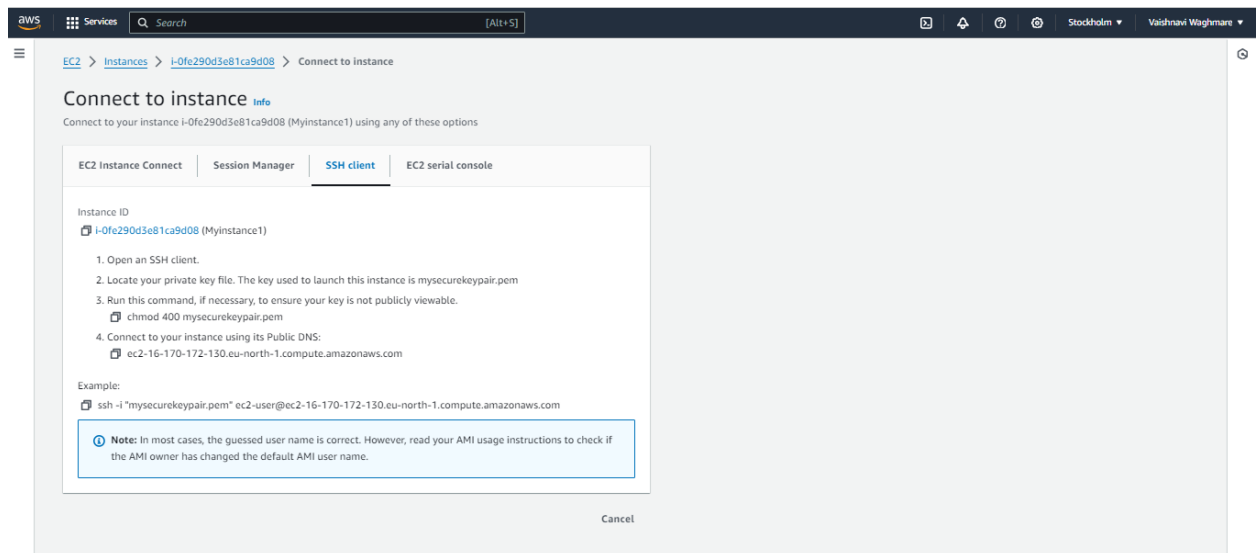 aws Services Search [Alt+S] Stockholm Vaishnavi Waghmare
EC2 > Instances > i-0fe290d3e81ca9d08 > Connect to instance
Connect to instance Info
Connect to your instance i-0fe290d3e81ca9d08 (Myinstance1) using any of these options
EC2 Instance Connect Session Manager SSH client EC2 serial console
Instance ID
i-0fe290d3e81ca9d08 (Myinstance1)
1. Open an SSH client.
2. Locate your private key file. The key used to launch this instance is mysecurekeypair.pem
3. Run this command, if necessary, to ensure your key is not publicly viewable.
chmod 400 mysecurekeypair.pem
4. Connect to your instance using its Public DNS:
ec2-16-170-172-130.eu-north-1.compute.amazonaws.com
Example:
ssh -i "mysecurekeypair.pem" ec2-user@ec2-16-170-172-130.eu-north-1.compute.amazonaws.com
Note: In most cases, the guessed user name is correct. However, read your AMI usage instructions to check if
the AMI owner has changed the default AMI user name.
Cancel